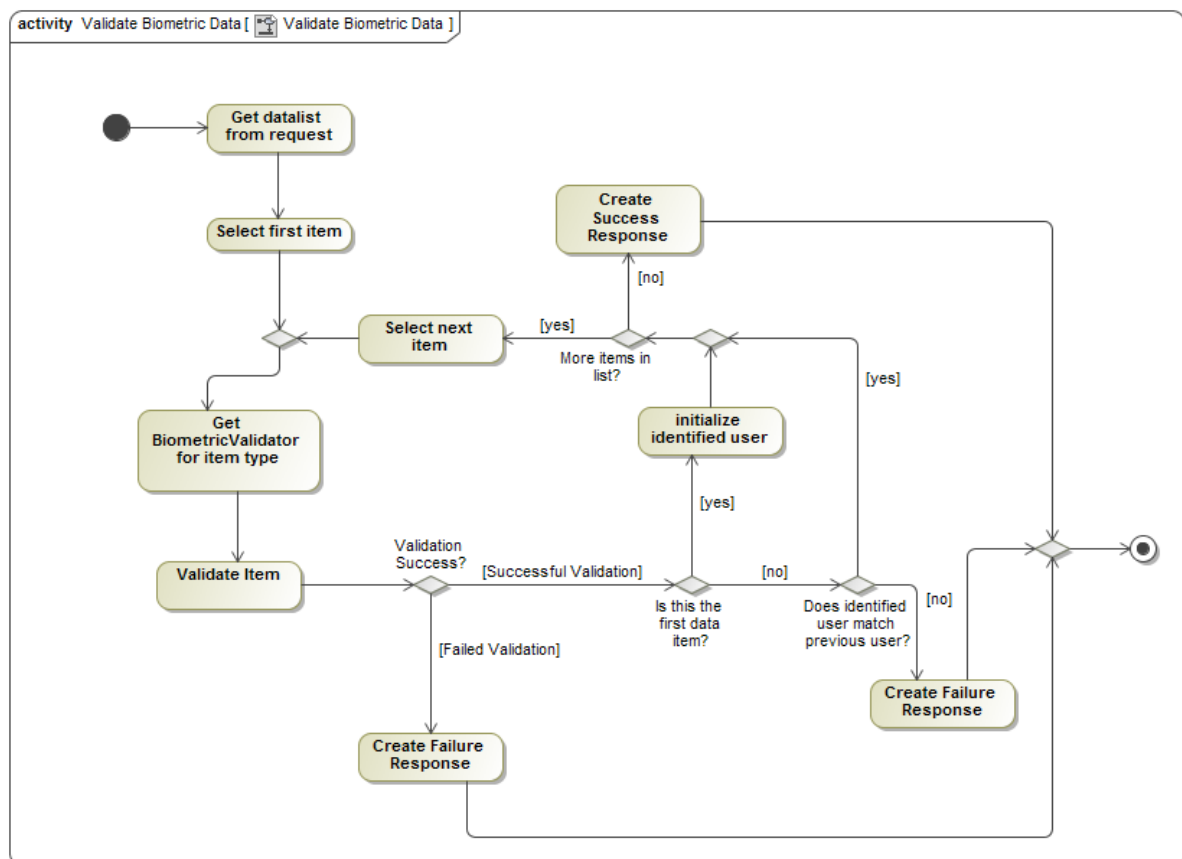 activity Validate Biometric Data [ Validate Biometric Data ]
Get datalist
from request
Select first item
Create
Success
Response
[no]
Select next
item
[yes]
More items in
list?
[yes]
initialize
identified user
Get
BiometricValidator
for item type
[yes]
Validation
Success?
Validate Item
[Successful Validation]
[no]
Is this the
first data
item?
Does identified
user match
previous user?
[no]
[Failed Validation]
Create Failure
Response
Create Failure
Response